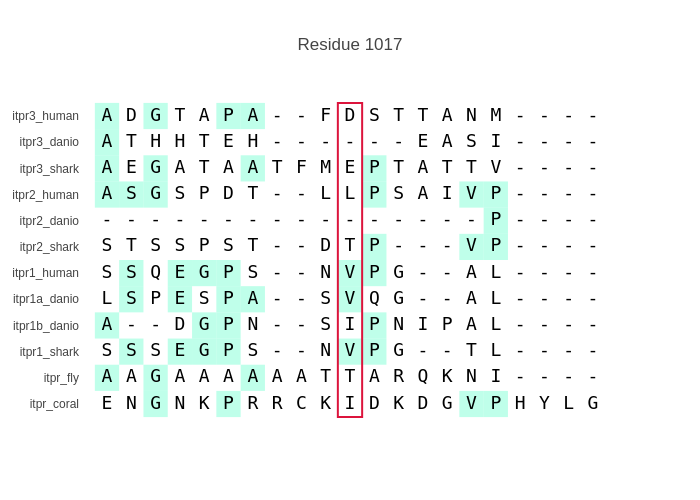 Residue 1017
itpr3_human A D G T A P A - - F D S T T A N M - - - -
itpr3_danio A T H H T E H - - - - - - E A S I - - - -
itpr3_shark A E G A T A A T F M E P T A T T V - - - -
itpr2_human A S G S P D T - - L L P S A I V P - - - -
itpr2_danio - - - - - - - - - - - - - - - - P - - - -
itpr2_shark S T S S P S T - - D T P - - - V P - - - -
itpr1_human S S Q E G P S - - N V P G - - A L - - - -
itpr1a_danio L S P E S P A - - S V Q G - - A L - - - -
itpr1b_danio A - - D G P N - - S I P N I P A L - - - -
itpr1_shark S S S E G P S - - N V P G - - T L - - - -
itpr_fly A A G A A A A A A T T A R Q K N I - - - -
itpr_coral E N G N K P R R C K I D K D G V P H Y L G